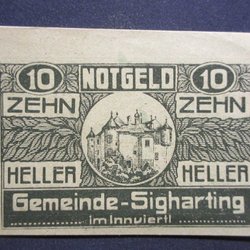 10 NOTGELD 10
ZEHN ZEHN
HELLER HELLER
Gemeinde-Sigharting
im Innviertl